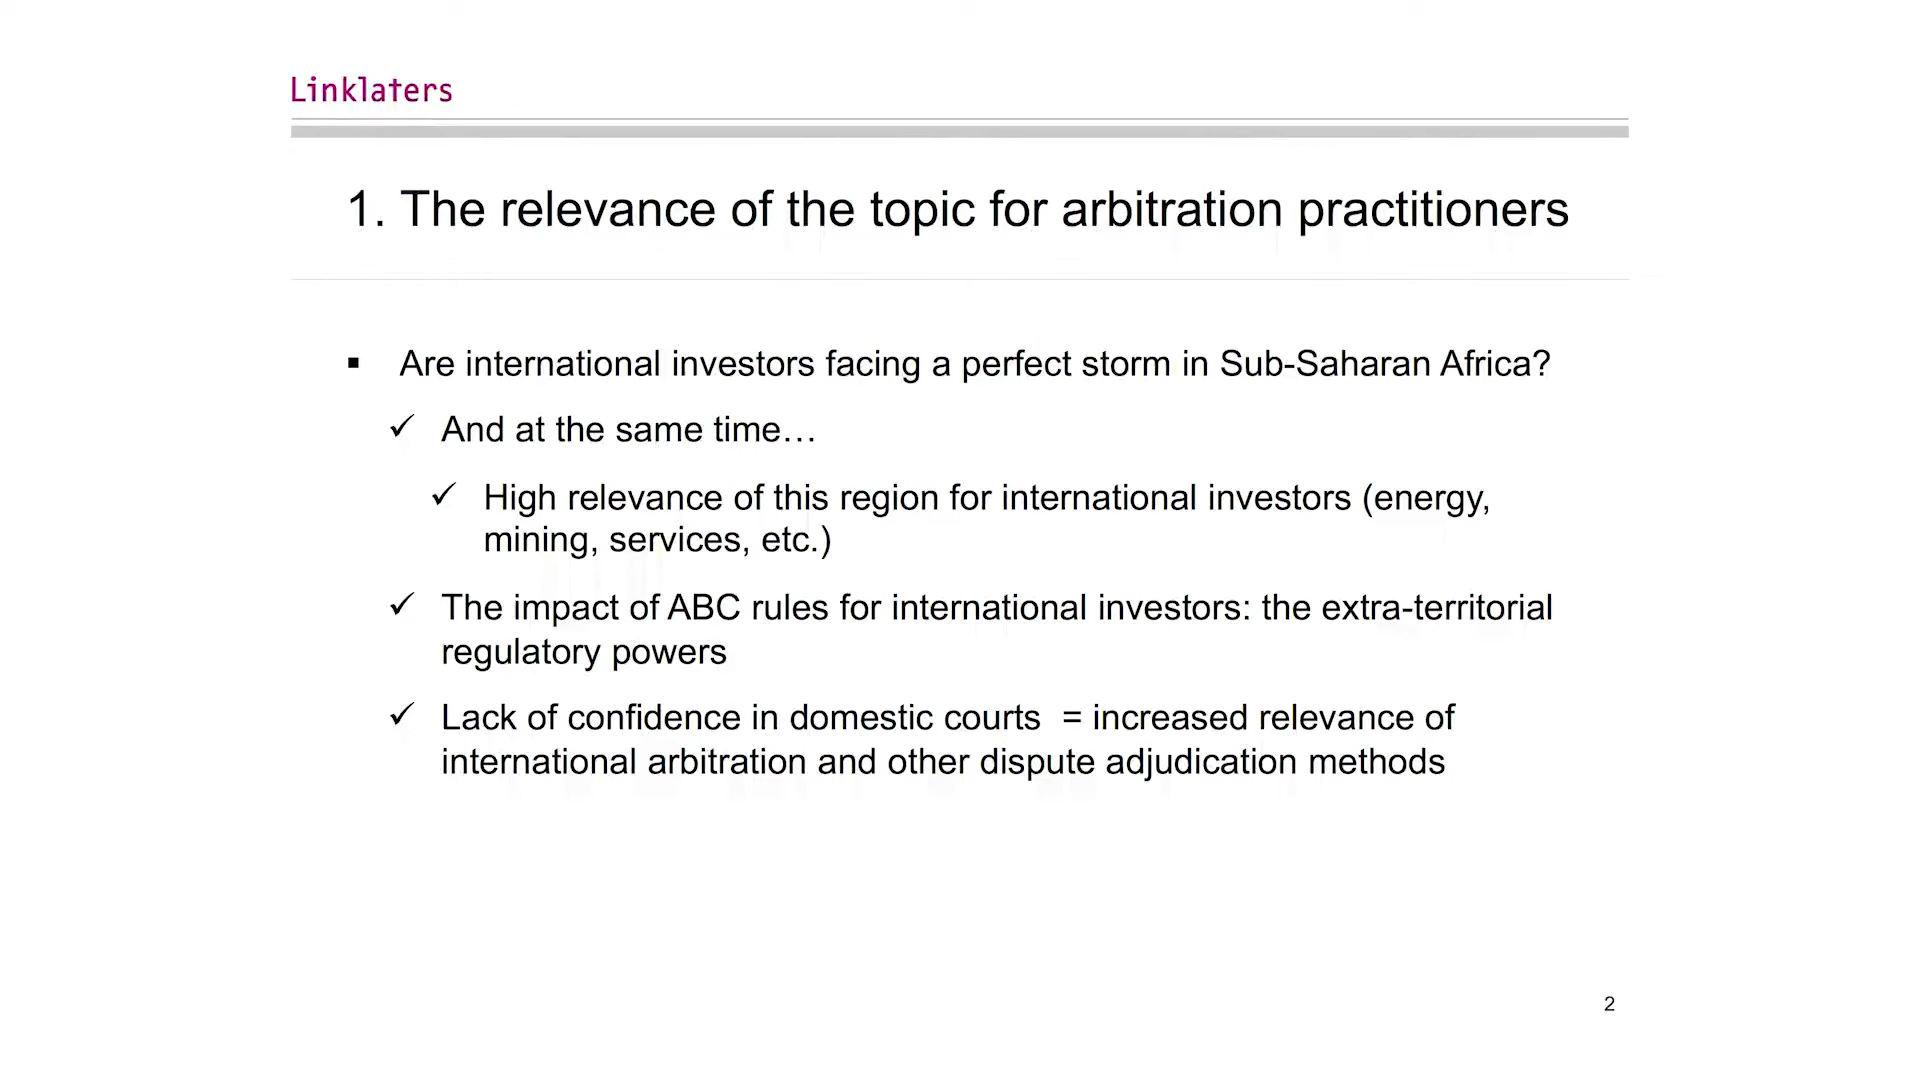 Linklaters
1. The relevance of the topic for arbitration practitioners
▪ Are international investors facing a perfect storm in Sub-Saharan Africa?
✓ And at the same time…
✓ High relevance of this region for international investors (energy,
mining, services, etc.)
✓ The impact of ABC rules for international investors: the extra-territorial
regulatory powers
✓ Lack of confidence in domestic courts  = increased relevance of
international arbitration and other dispute adjudication methods
2